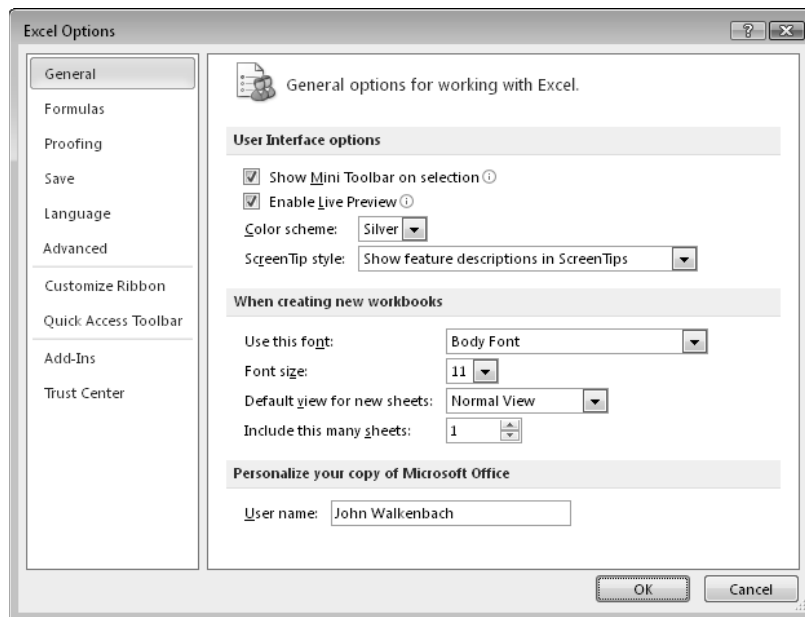 Excel Options
General
Formulas
Proofing
Save
Language
Advanced
Customize Ribbon
Quick Access Toolbar
Add-Ins
Trust Center
General options for working with Excel.
User Interface options
Show Mini Toolbar on selection
Enable Live Preview
Color scheme: Silver
ScreenTip style: Show feature descriptions in ScreenTips
When creating new workbooks
Use this font: Body Font
Font size: 11
Default view for new sheets: Normal View
Include this many sheets: 1
Personalize your copy of Microsoft Office
User name: John Walkenbach
OK Cancel